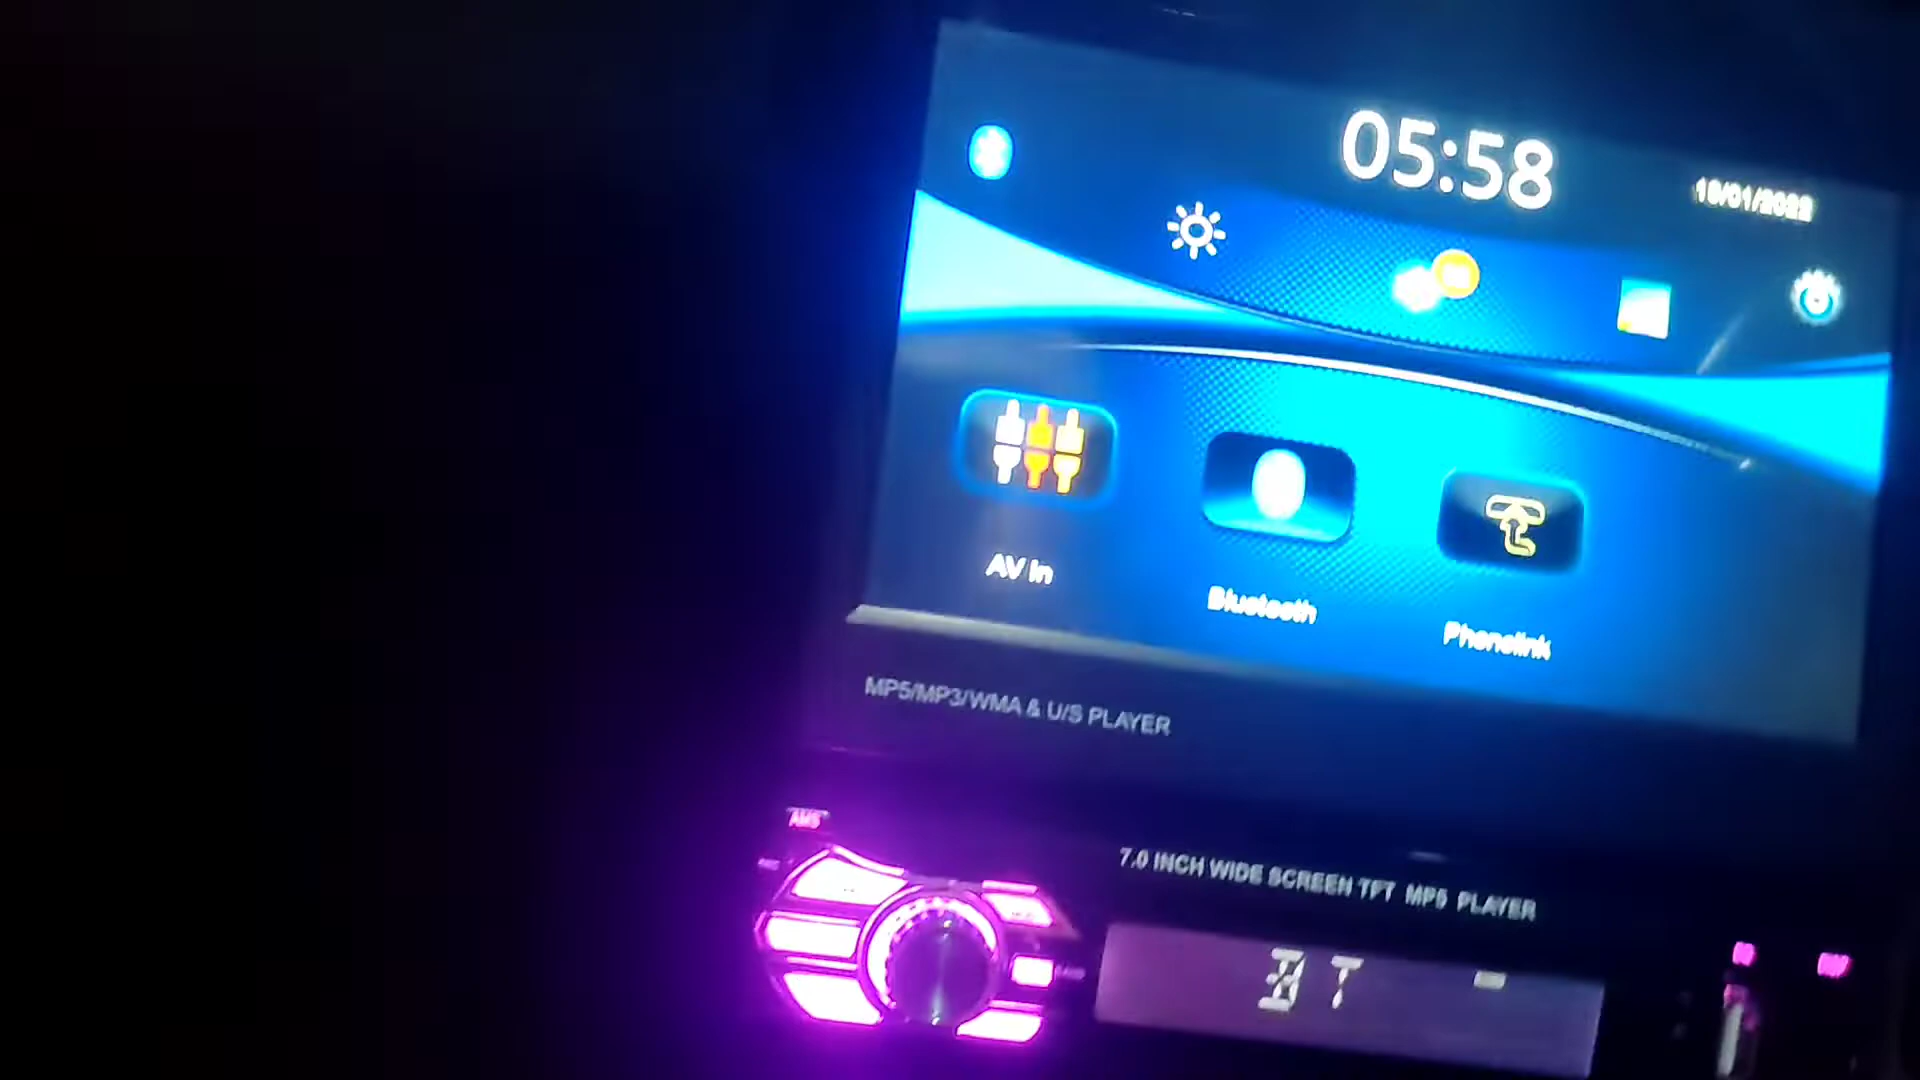 05:58
AV In
Bluetooth
Phonelink
MP5/MP3/WMA & U/S PLAYER
AMS
7.0 INCH WIDE SCREEN TFT MP5 PLAYER
BT